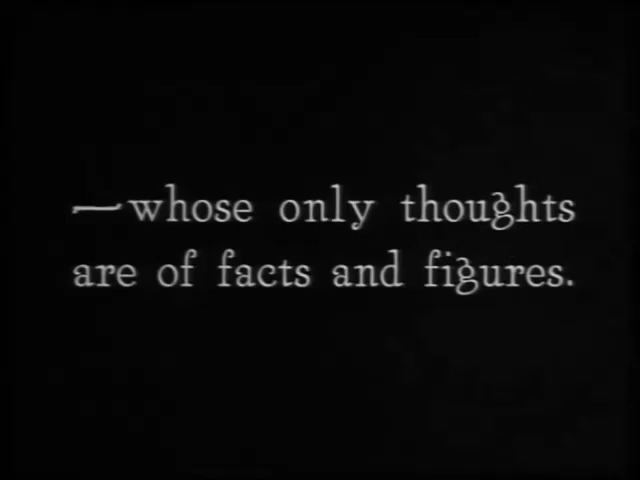 —whose only thoughts
are of facts and figures.